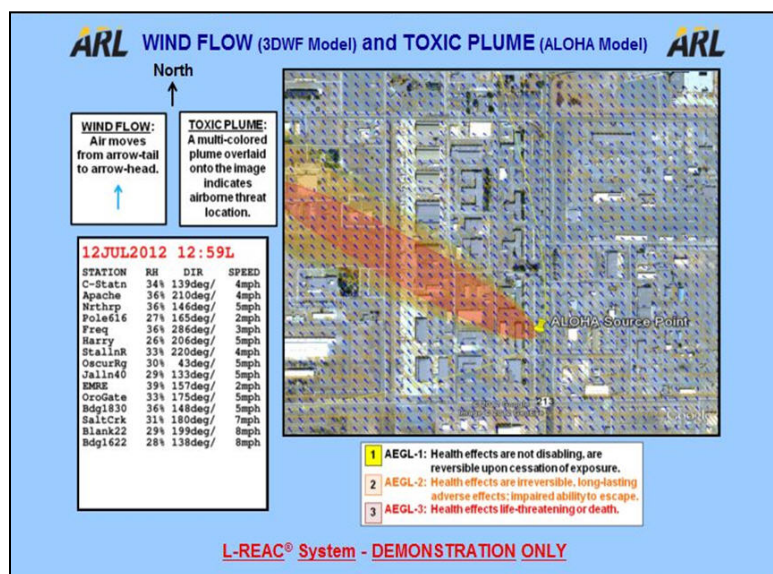 ARL WIND FLOW (3DWF Model) and TOXIC PLUME (ALOHA Model) ARL
North
WIND FLOW:
Air moves
from arrow-tail
to arrow-head.
TOXIC PLUME:
A multi-colored
plume overlaid
onto the image
indicates
airborne threat
location.
12JUL2012 12:59L
STATION RH DIR SPEED
C-Statn 34% 139deg/ 4mph
Apache 36% 210deg/ 4mph
Nrthrp 36% 146deg/ 5mph
Pole616 27% 165deg/ 2mph
Freq 36% 286deg/ 3mph
Harry 26% 206deg/ 5mph
StallnR 33% 220deg/ 4mph
OscurRg 30% 43deg/ 5mph
Jalln40 29% 133deg/ 5mph
EMRE 39% 157deg/ 2mph
OroGate 33% 175deg/ 5mph
Bdg1830 36% 148deg/ 5mph
SaltCrk 31% 180deg/ 7mph
Blank22 29% 199deg/ 8mph
Bdg1622 28% 138deg/ 8mph
ALOHA Source Point
1 AEGL-1: Health effects are not disabling, are
reversible upon cessation of exposure.
2 AEGL-2: Health effects are irreversible, long-lasting
adverse effects; impaired ability to escape.
3 AEGL-3: Health effects life-threatening or death.
L-REAC® System - DEMONSTRATION ONLY